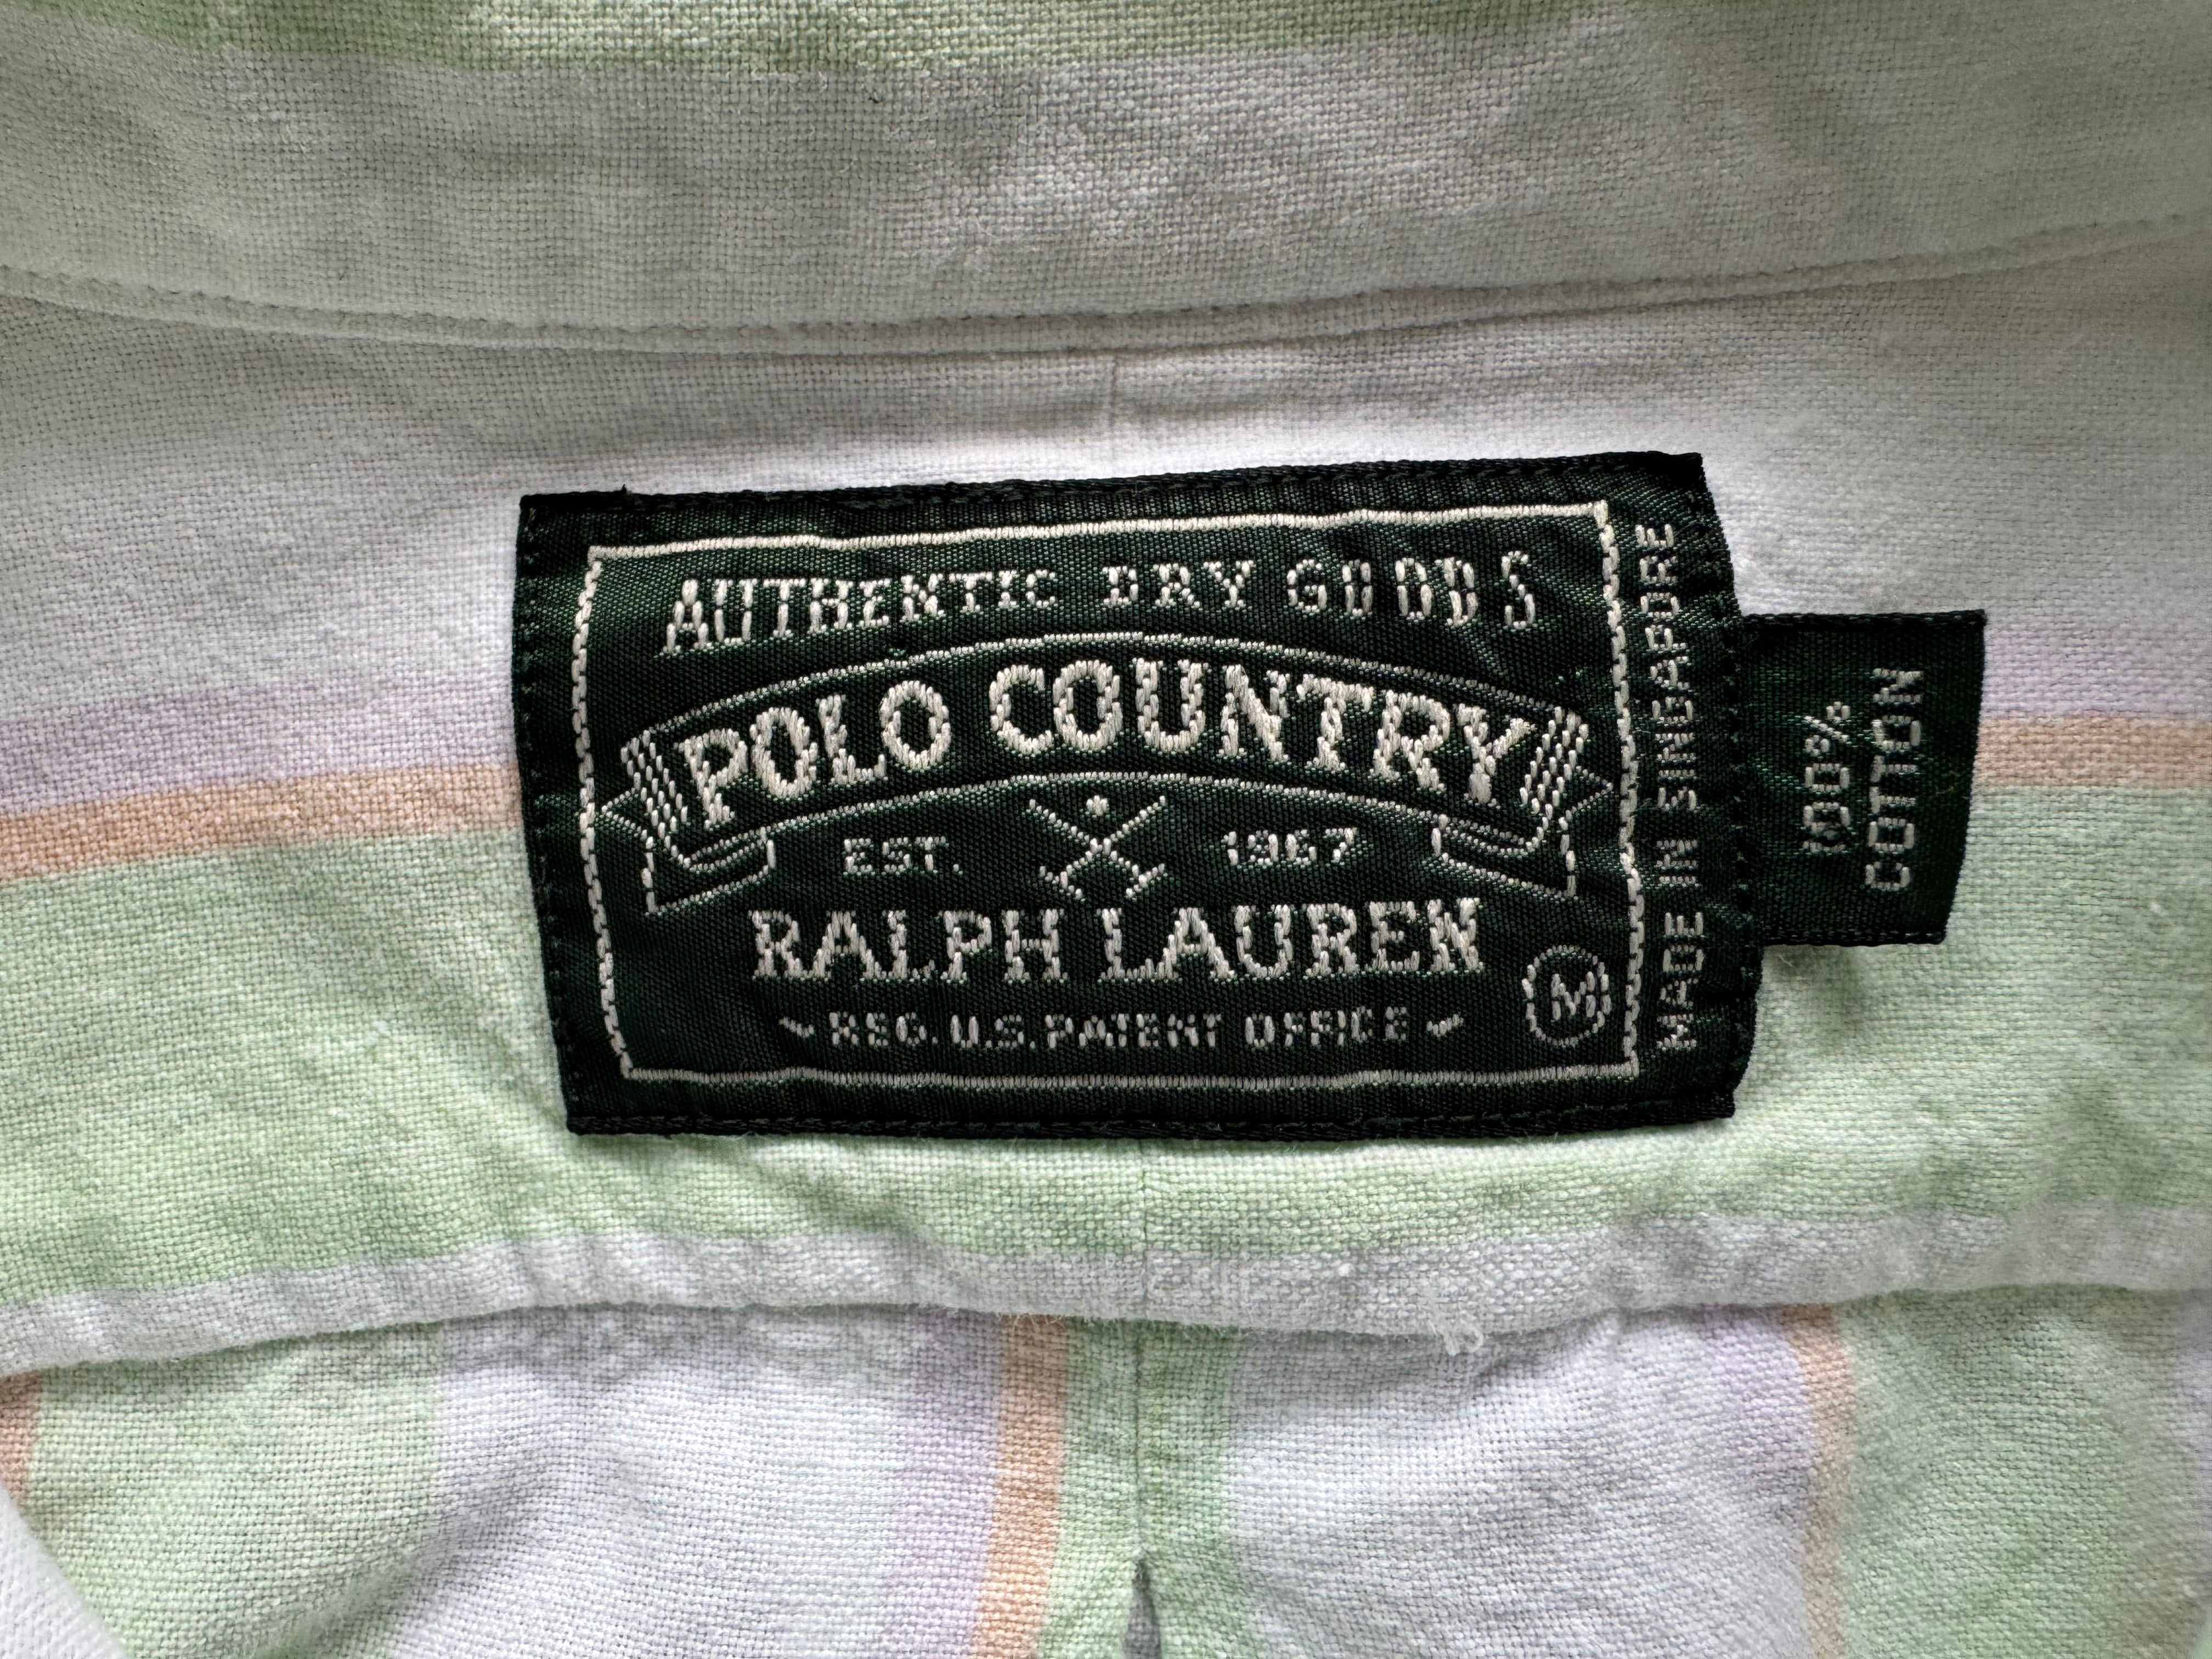 AUTHENTIC DRY GOODS
POLO COUNTRY
EST. 1967
RALPH LAUREN
REG. U.S. PATENT OFFICE
M
MADE IN SINGAPORE
100%
COTTON